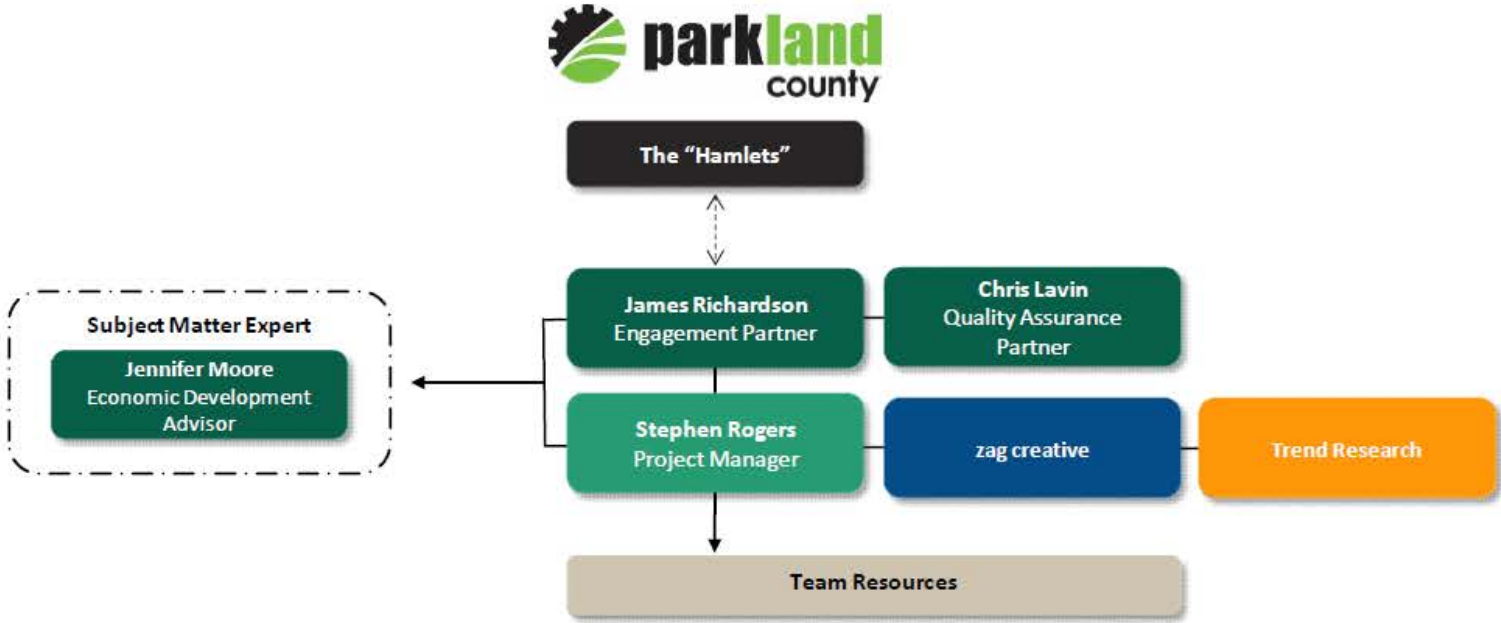 parkland
county
The “Hamlets”
James Richardson
Engagement Partner
Chris Lavin
Quality Assurance
Partner
Subject Matter Expert
Jennifer Moore
Economic Development
Advisor
Stephen Rogers
Project Manager
zag creative
Trend Research
Team Resources